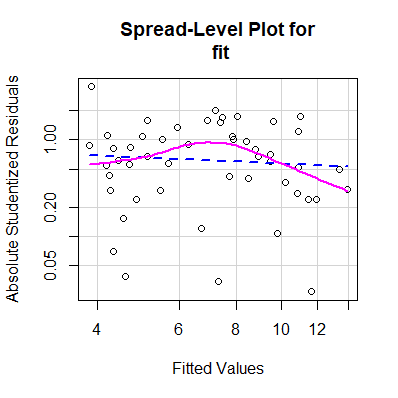 Spread-Level Plot for
fit
Absolute Studentized Residuals
1.00
0.20
0.05
4 6 8 10 12
Fitted Values